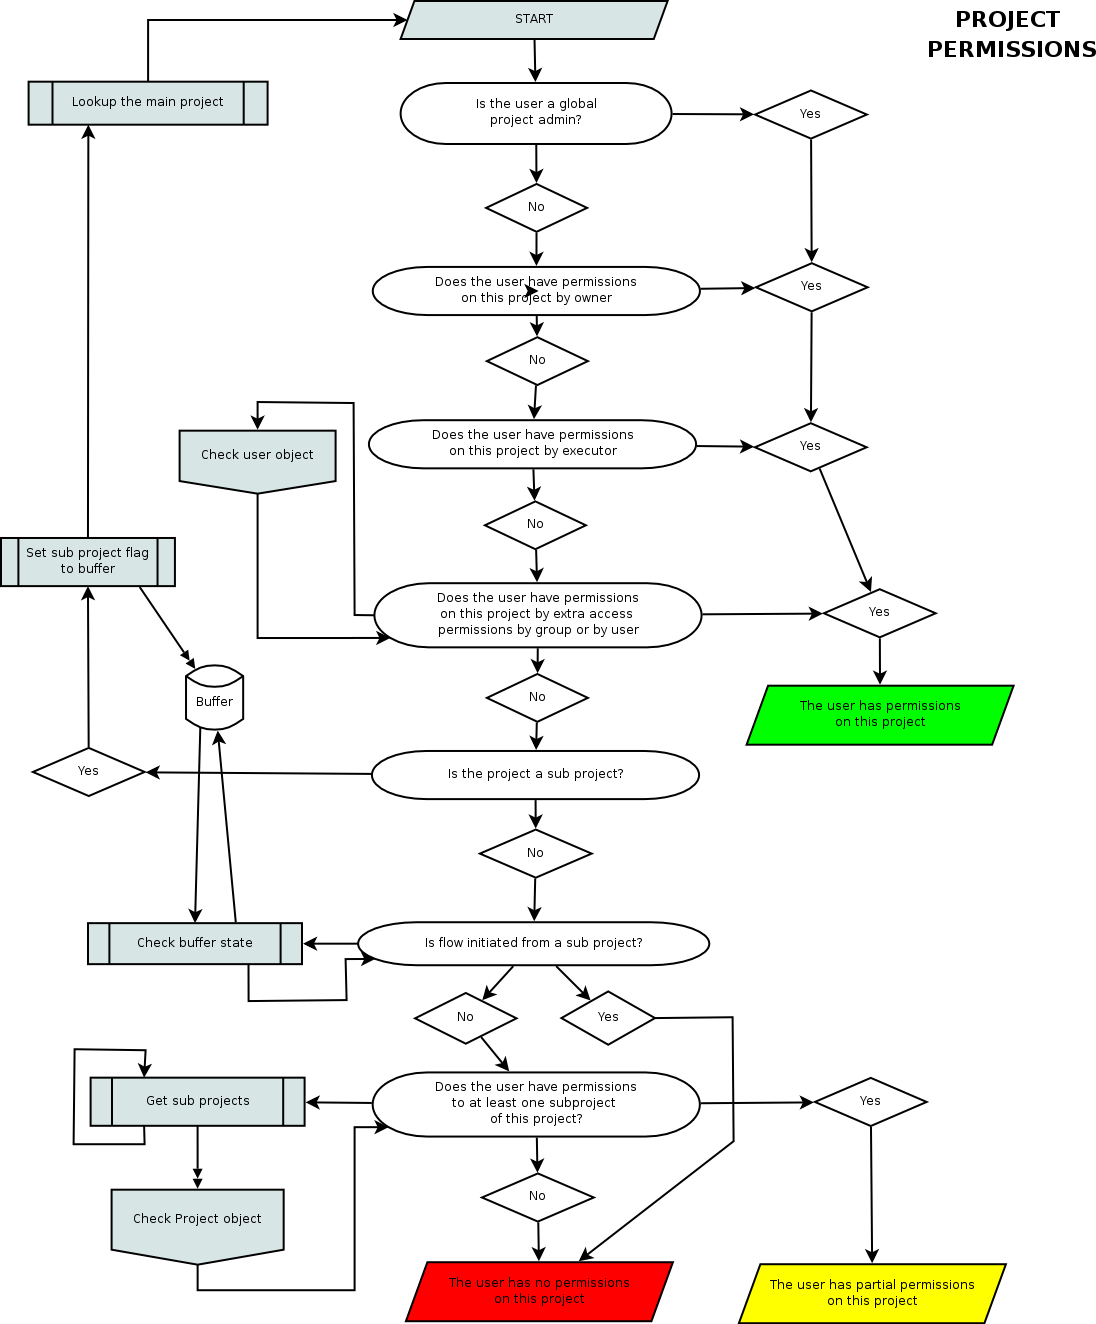 START
PROJECT
PERMISSIONS
Lookup the main project
Is the user a global
project admin?
Yes
No
Does the user have permissions
on this project by owner
Yes
No
Does the user have permissions
on this project by executor
Yes
Check user object
No
Set sub project flag
to buffer
Does the user have permissions
on this project by extra access
permissions by group or by user
Yes
Buffer
No
The user has permissions
on this project
Yes
Is the project a sub project?
No
Check buffer state
Is flow initiated from a sub project?
No
Yes
Get sub projects
Does the user have permissions
to at least one subproject
of this project?
Yes
Check Project object
No
The user has no permissions
on this project
The user has partial permissions
on this project